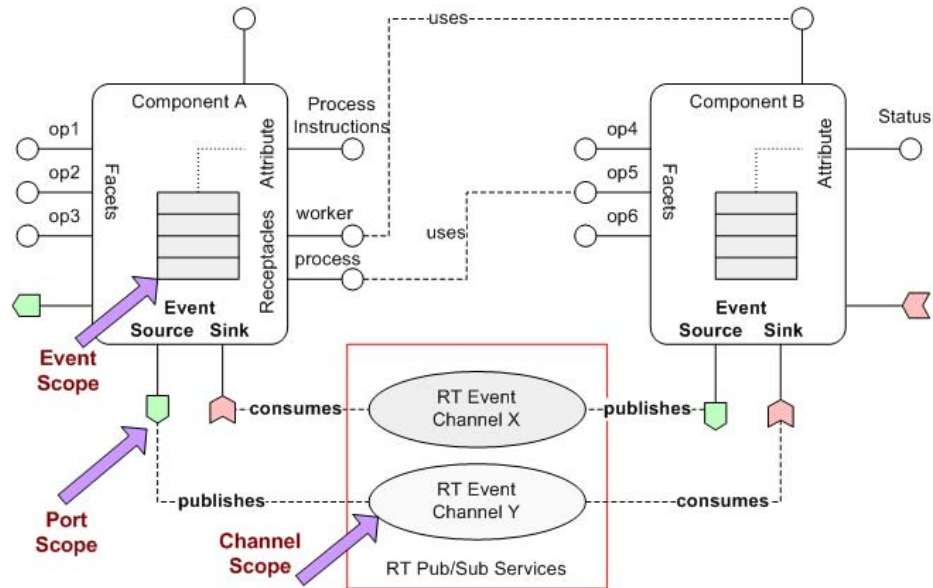 uses
Component A
Component B
op1
op2
op3
Facets
Attribute
Receptacles
Process
Instructions
worker
process
uses
op4
op5
op6
Facets
Attribute
Status
Event
Source Sink
Event
Source Sink
Event
Scope
consumes
RT Event
Channel X
publishes
publishes
RT Event
Channel Y
consumes
Port
Scope
Channel
Scope
RT Pub/Sub Services